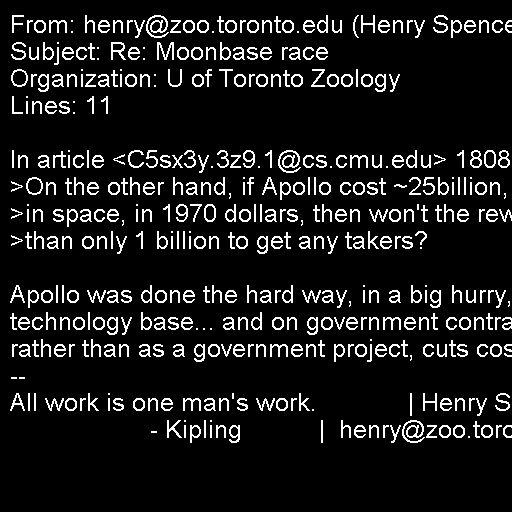 From: henry@zoo.toronto.edu (Henry Spence
Subject: Re: Moonbase race
Organization: U of Toronto Zoology
Lines: 11
In article <C5sx3y.3z9.1@cs.cmu.edu> 1808
>On the other hand, if Apollo cost ~25billion,
>in space, in 1970 dollars, then won't the rew
>than only 1 billion to get any takers?
Apollo was done the hard way, in a big hurry,
technology base... and on government contra
rather than as a government project, cuts cos
--
All work is one man's work. | Henry S
- Kipling | henry@zoo.toro